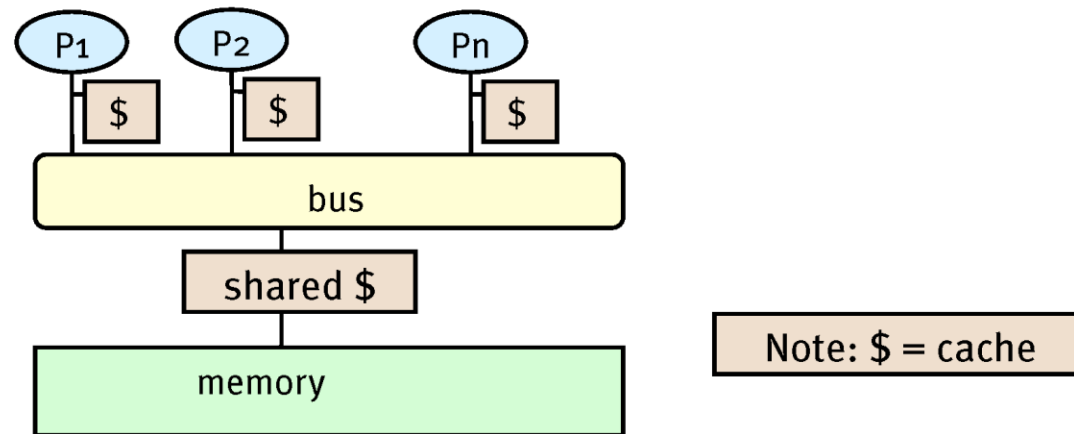 P1
P2
Pn
$
$
$
bus
shared $
memory
Note: $ = cache